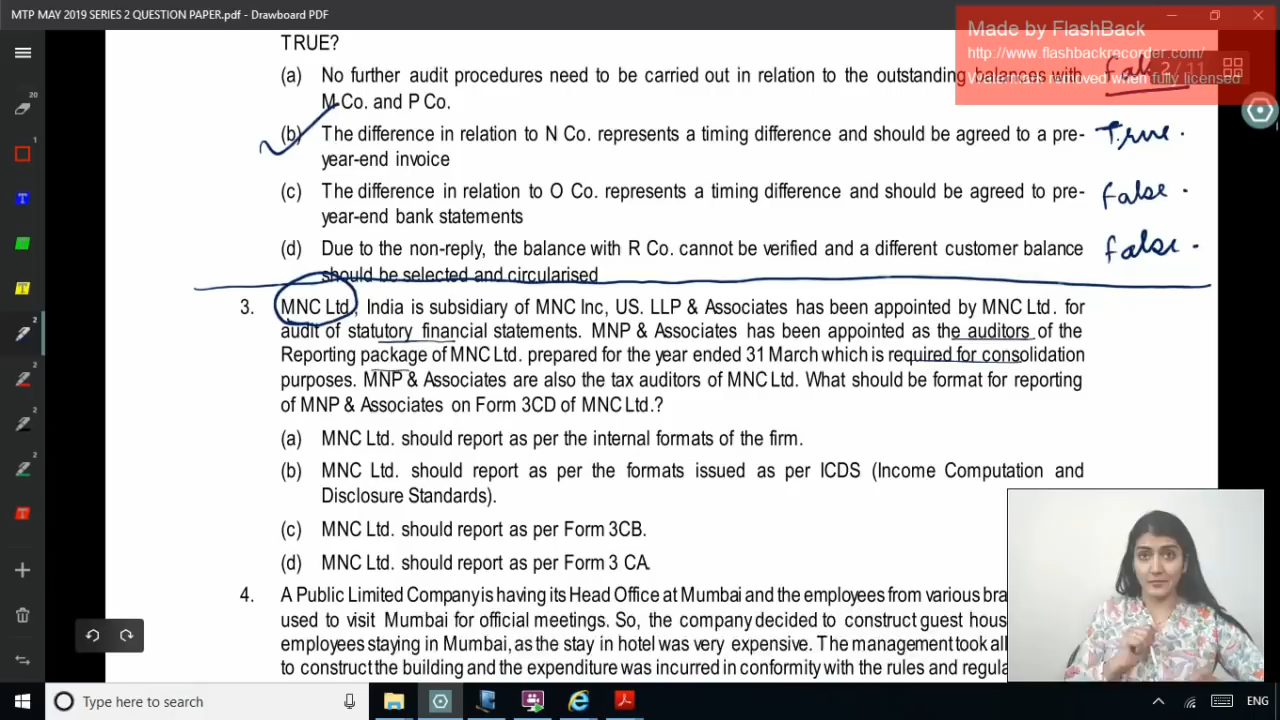 MTP MAY 2019 SERIES 2 QUESTION PAPER.pdf - Drawboard PDF
Made by FlashBack
http://www.flashbackrecorder.com/
Watermark removed when fully licensed
2 / 11
TRUE?
(a) No further audit procedures need to be carried out in relation to the outstanding balances with
M Co. and P Co.
(b) The difference in relation to N Co. represents a timing difference and should be agreed to a pre- True.
year-end invoice
(c) The difference in relation to O Co. represents a timing difference and should be agreed to pre- false.
year-end bank statements
(d) Due to the non-reply, the balance with R Co. cannot be verified and a different customer balance false.
should be selected and circularised
3. MNC Ltd, India is subsidiary of MNC Inc, US. LLP & Associates has been appointed by MNC Ltd. for
audit of statutory financial statements. MNP & Associates has been appointed as the auditors of the
Reporting package of MNC Ltd. prepared for the year ended 31 March which is required for consolidation
purposes. MNP & Associates are also the tax auditors of MNC Ltd. What should be format for reporting
of MNP & Associates on Form 3CD of MNC Ltd.?
(a) MNC Ltd. should report as per the internal formats of the firm.
(b) MNC Ltd. should report as per the formats issued as per ICDS (Income Computation and
Disclosure Standards).
(c) MNC Ltd. should report as per Form 3CB.
(d) MNC Ltd. should report as per Form 3 CA.
4. A Public Limited Company is having its Head Office at Mumbai and the employees from various bra
used to visit Mumbai for official meetings. So, the company decided to construct guest hous
employees staying in Mumbai, as the stay in hotel was very expensive. The management took all
to construct the building and the expenditure was incurred in conformity with the rules and regula
Type here to search
ENG